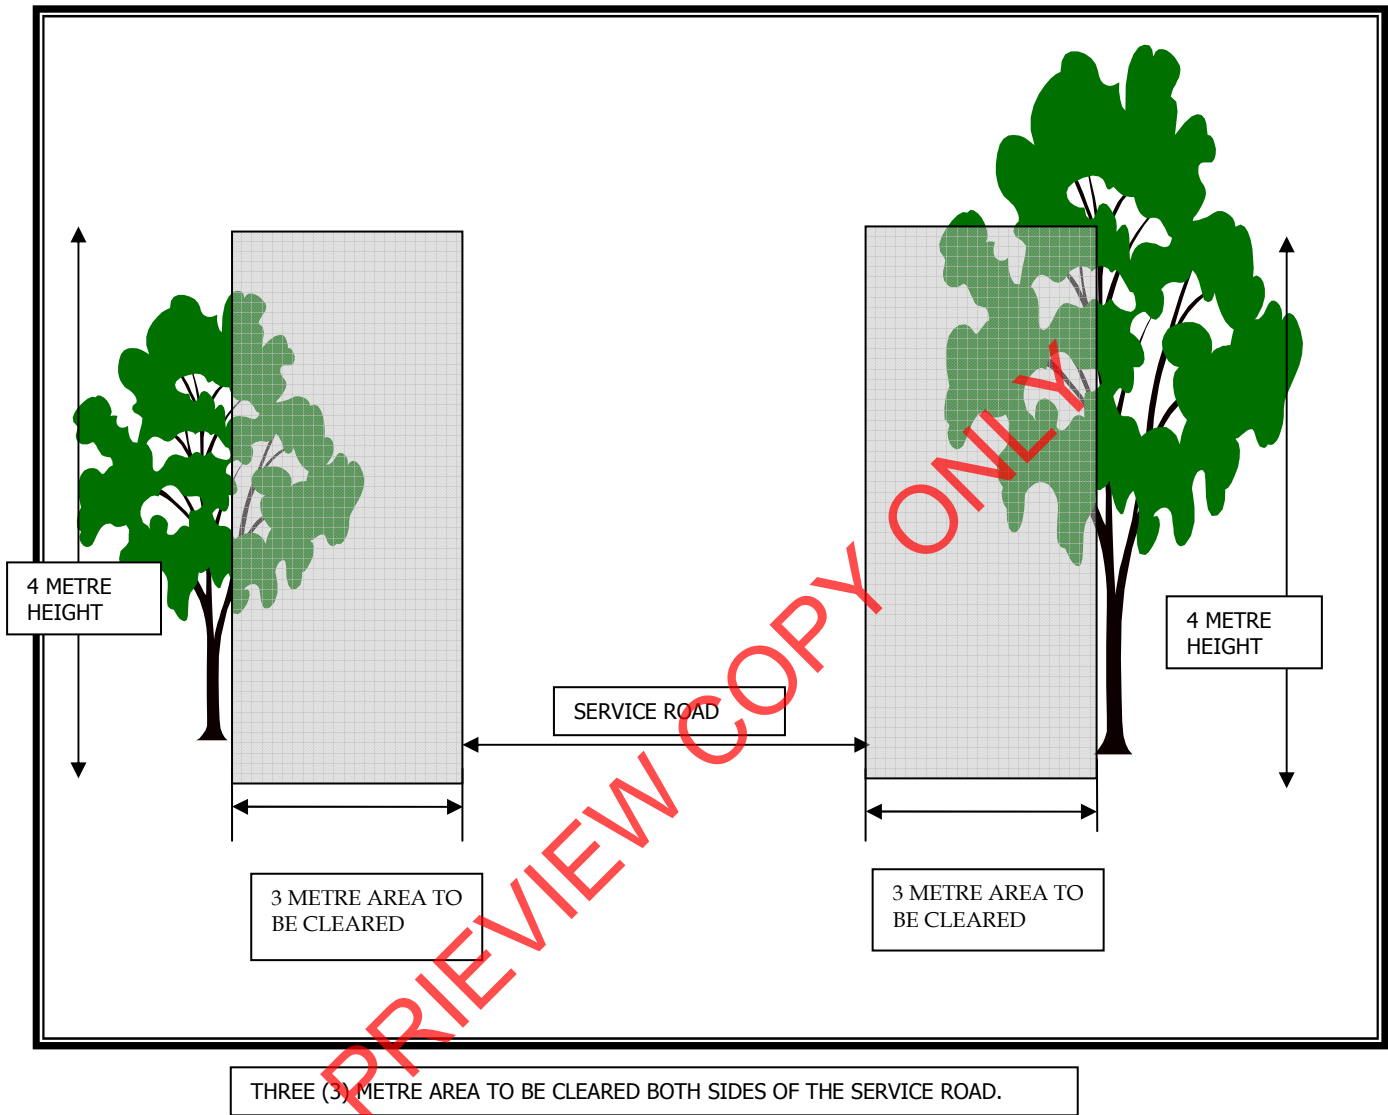 4 METRE
HEIGHT
4 METRE
HEIGHT
SERVICE ROAD
3 METRE AREA TO
BE CLEARED
3 METRE AREA TO
BE CLEARED
THREE (3) METRE AREA TO BE CLEARED BOTH SIDES OF THE SERVICE ROAD.
PRIEVIEW COPY ONLY